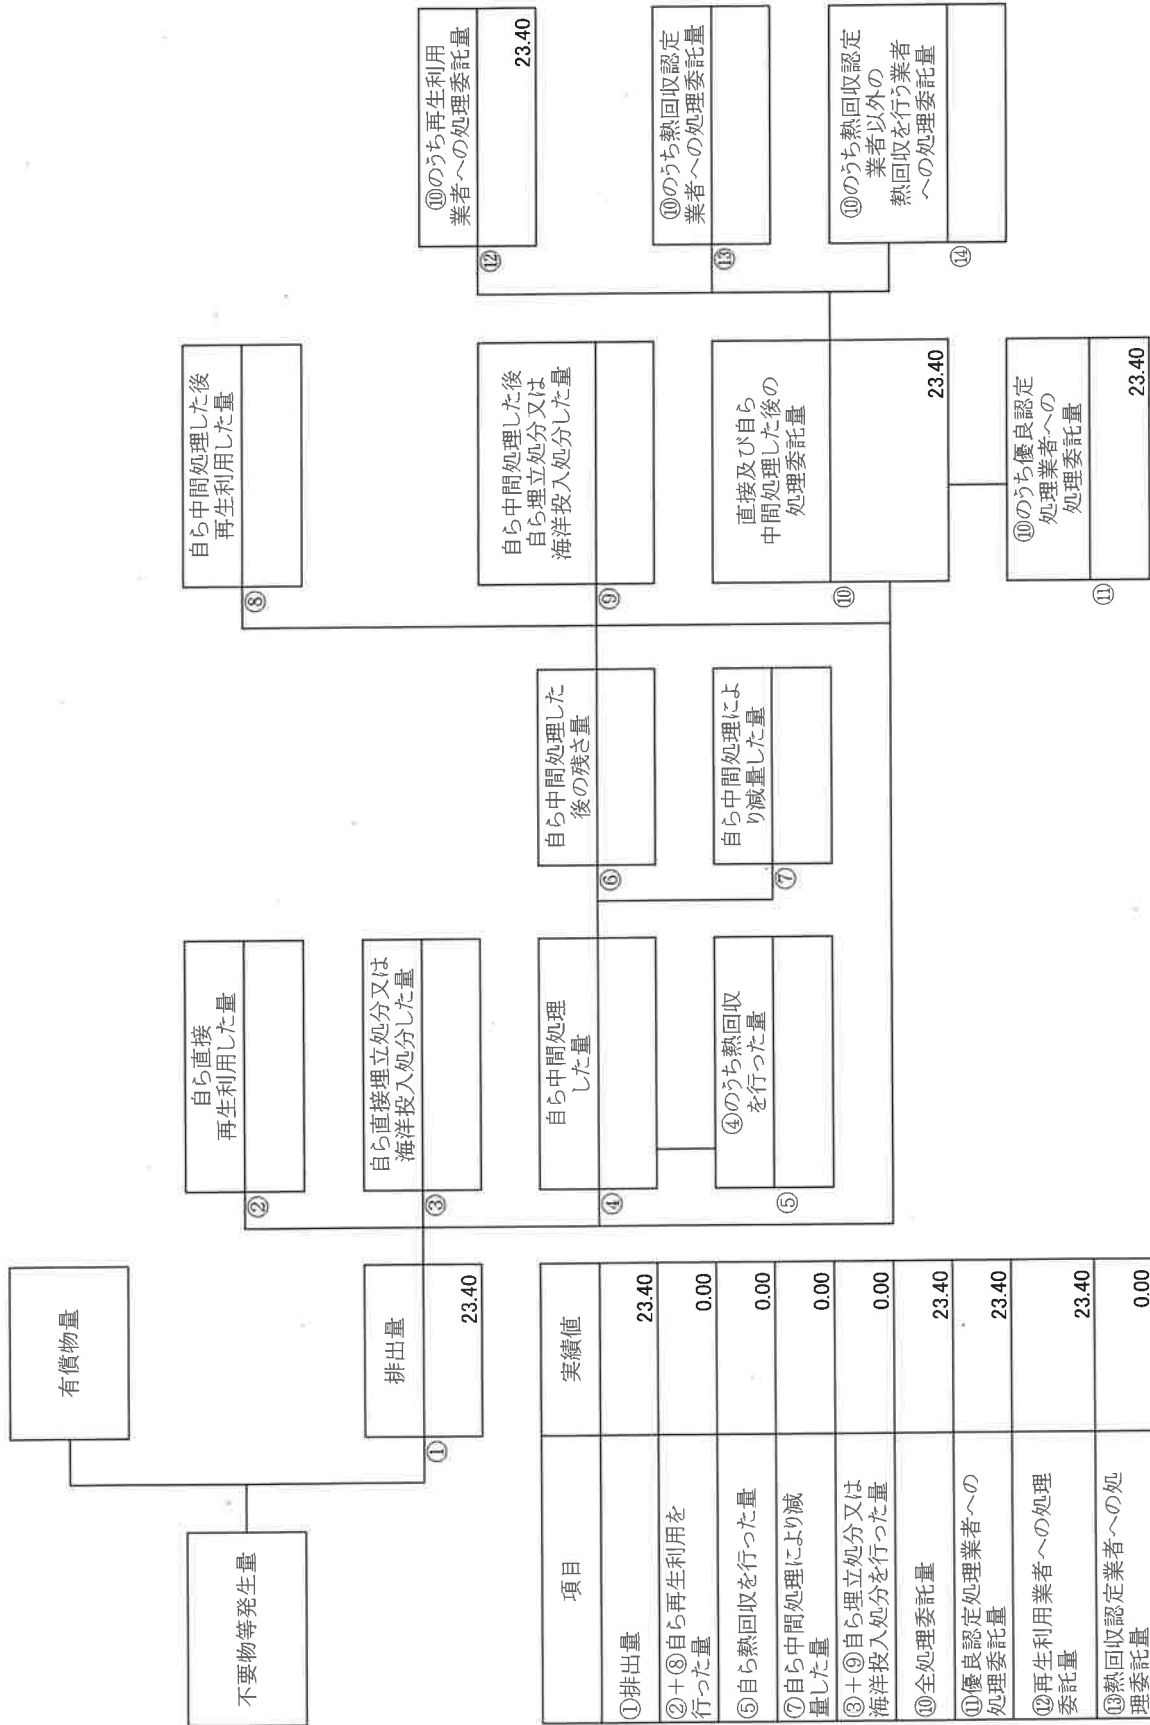 不要物等発生量
有償物量
①
排出量
23.40
②
自ら直接
再生利用した量
③
自ら直接埋立処分又は
海洋投入処分した量
④
自ら中間処理
した量
⑤
④のうち熱回収
を行った量
⑥
自ら中間処理した
後の残さ量
⑦
自ら中間処理によ
り減量した量
⑧
自ら中間処理した後
再生利用した量
⑨
自ら中間処理した後
自ら埋立処分又は
海洋投入処分した量
⑩
直接及び自ら
中間処理した後の
処理委託量
23.40
⑪
⑩のうち優良認定
処理業者への
処理委託量
23.40
⑫
⑩のうち再生利用
業者への処理委託量
23.40
⑬
⑩のうち熱回収認定
業者への処理委託量
⑭
⑩のうち熱回収認定
業者以外の
熱回収を行う業者
への処理委託量
項目 実績値
①排出量 23.40
②+⑧自ら再生利用を
行った量 0.00
⑤自ら熱回収を行った量 0.00
⑦自ら中間処理により減
量した量 0.00
③+⑨自ら埋立処分又は
海洋投入処分を行った量 0.00
⑩全処理委託量 23.40
⑪優良認定処理業者への
処理委託量 23.40
⑫再生利用業者への処理
委託量 23.40
⑬熱回収認定業者への処
理委託量 0.00